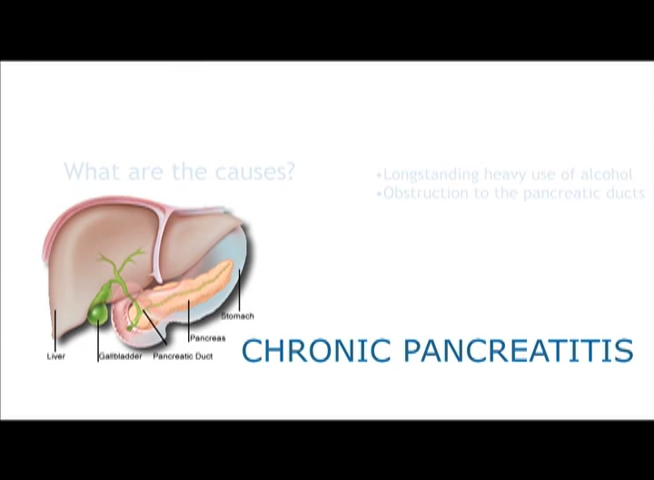 What are the causes?
•Longstanding heavy use of alcohol
•Obstruction to the pancreatic ducts
Stomach
Pancreas
Liver
Gallbladder
Pancreatic Duct
CHRONIC PANCREATITIS